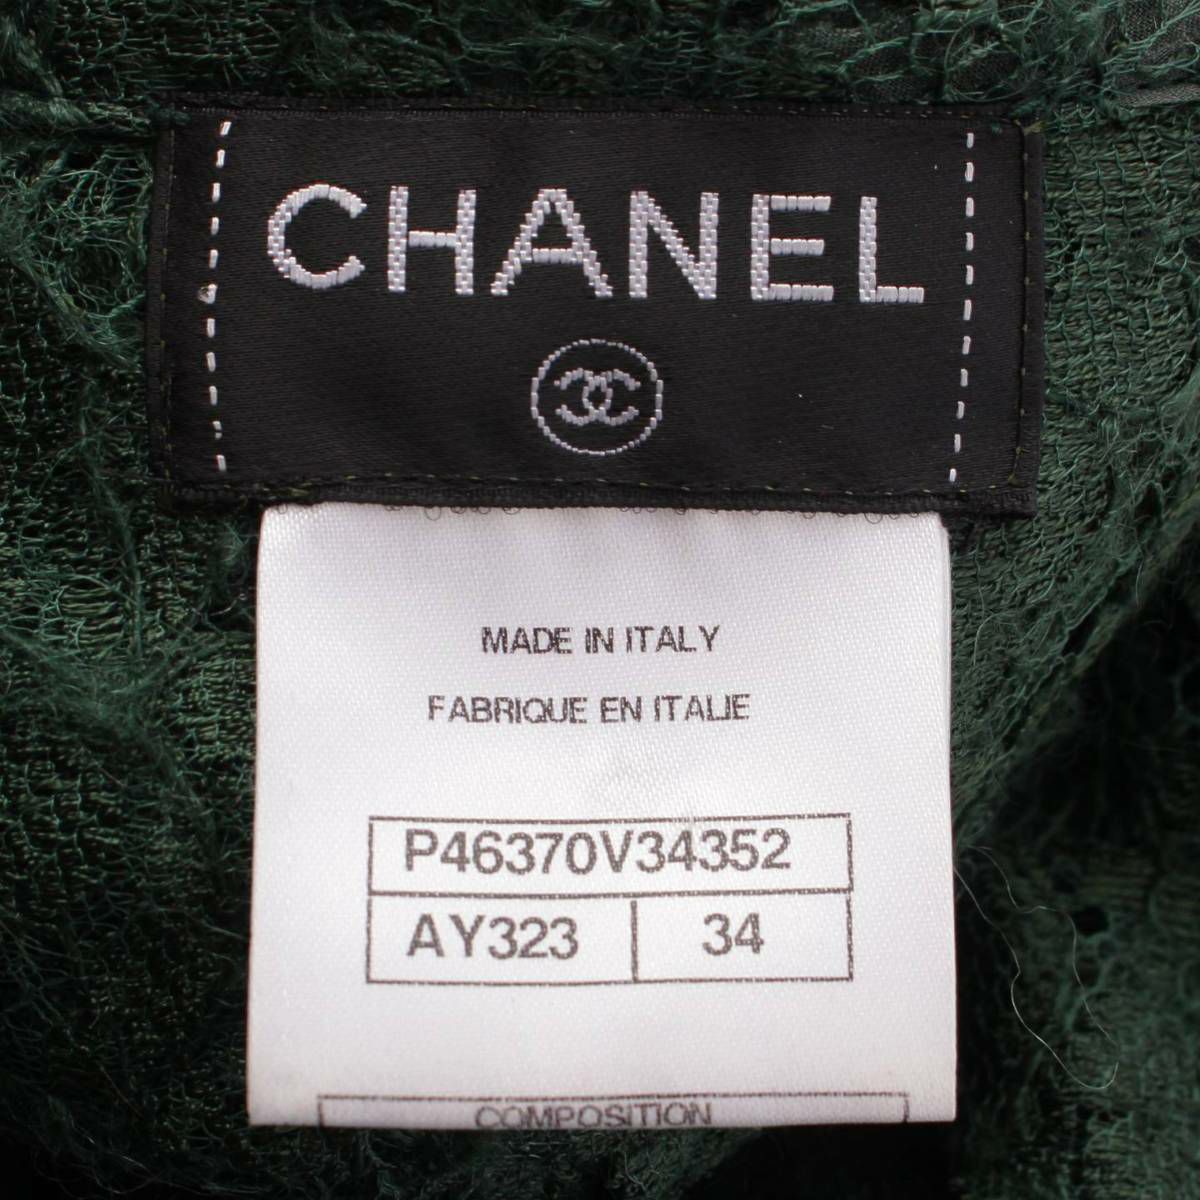 CHANEL
MADE IN ITALY
FABRIQUE EN ITALIE
P46370V34352
AY323 34
COMPOSITION